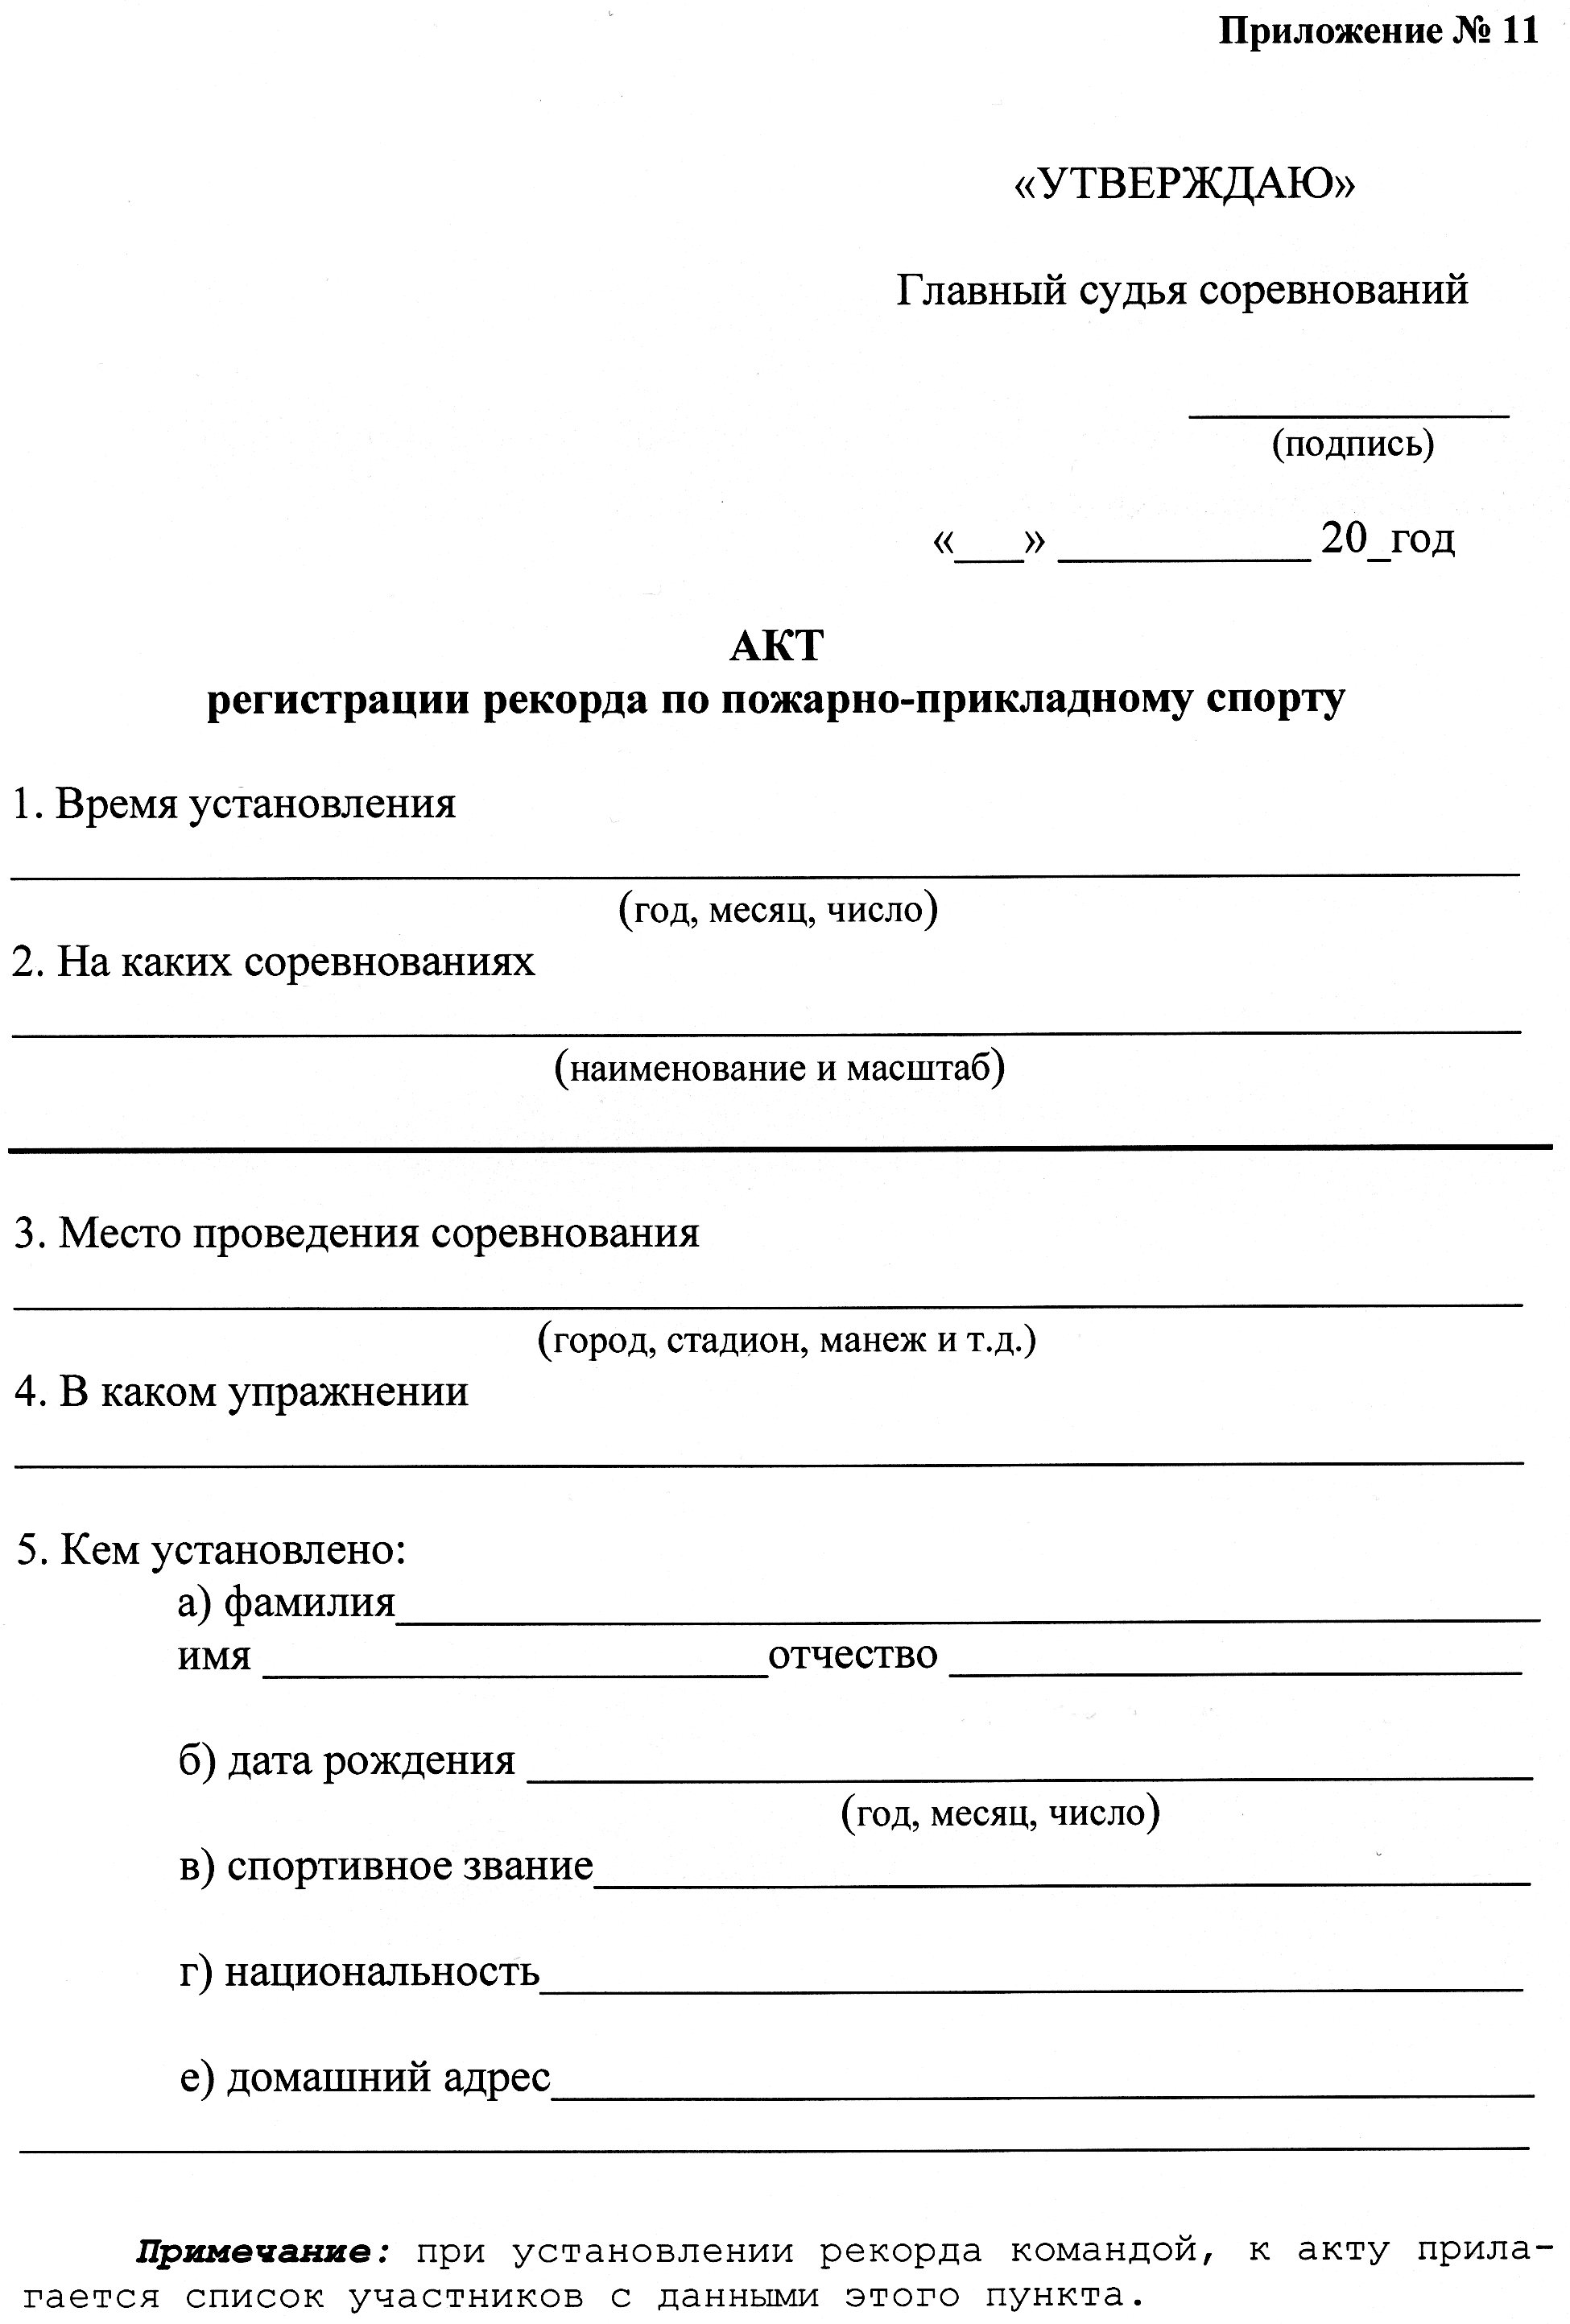 Приложение № 11
«УТВЕРЖДАЮ»
Главный судья соревнований
(подпись)
«___» ___________ 20_год
АКТ
регистрации рекорда по пожарно-прикладному спорту
1. Время установления
(год, месяц, число)
2. На каких соревнованиях
(наименование и масштаб)
3. Место проведения соревнования
(город, стадион, манеж и т.д.)
4. В каком упражнении
5. Кем установлено:
а) фамилия
имя ______________________отчество
б) дата рождения
(год, месяц, число)
в) спортивное звание
г) национальность
е) домашний адрес
Примечание: при установлении рекорда командой, к акту прила-
гается список участников с данными этого пункта.